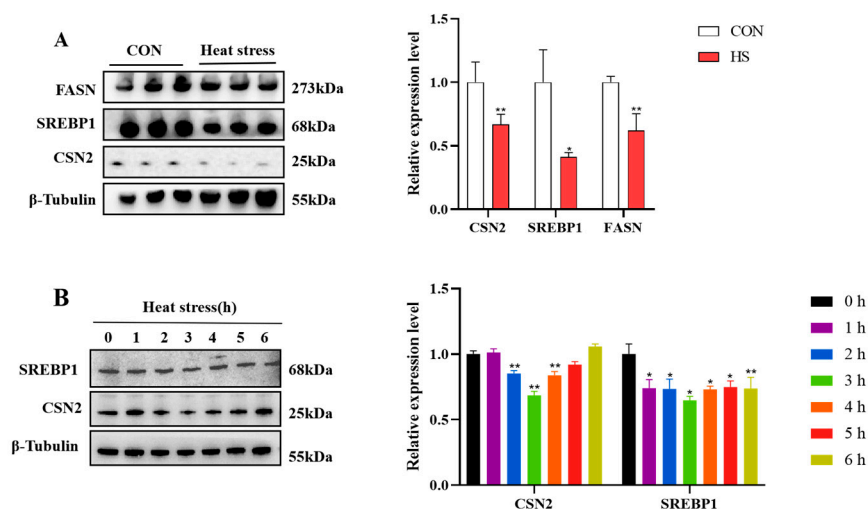 A
CON Heat stress
FASN 273kDa
SREBP1 68kDa
CSN2 25kDa
β-Tubulin 55kDa
Relative expression level
1.5
1.0
0.5
0.0
** * **
CSN2 SREBP1 FASN
CON
HS
B
Heat stress(h)
0 1 2 3 4 5 6
SREBP1 68kDa
CSN2 25kDa
β-Tubulin 55kDa
Relative expression level
1.5
1.0
0.5
0.0
** ** ** * * * * * **
CSN2 SREBP1
0 h
1 h
2 h
3 h
4 h
5 h
6 h